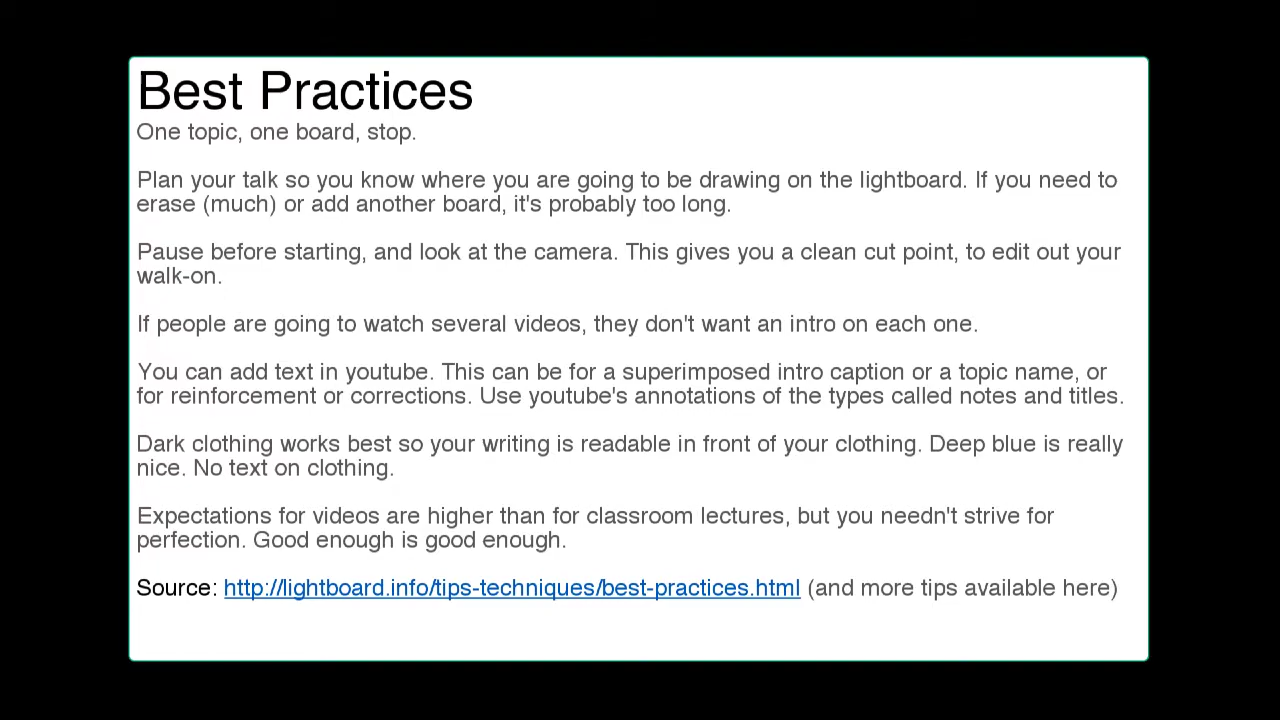 Best Practices
One topic, one board, stop.
Plan your talk so you know where you are going to be drawing on the lightboard. If you need to
erase (much) or add another board, it's probably too long.
Pause before starting, and look at the camera. This gives you a clean cut point, to edit out your
walk-on.
If people are going to watch several videos, they don't want an intro on each one.
You can add text in youtube. This can be for a superimposed intro caption or a topic name, or
for reinforcement or corrections. Use youtube's annotations of the types called notes and titles.
Dark clothing works best so your writing is readable in front of your clothing. Deep blue is really
nice. No text on clothing.
Expectations for videos are higher than for classroom lectures, but you needn't strive for
perfection. Good enough is good enough.
Source: http://lightboard.info/tips-techniques/best-practices.html (and more tips available here)